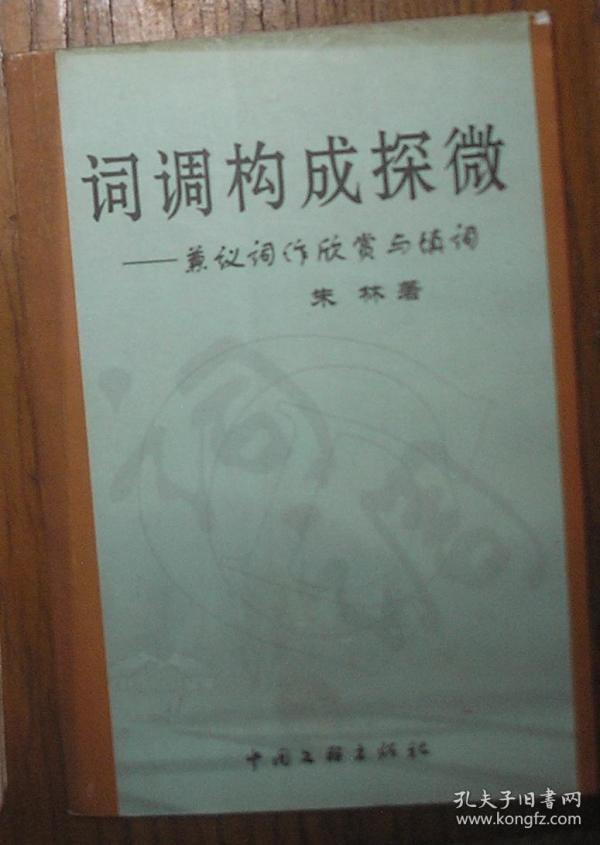 词调构成探微
——兼议词作欣赏与填词
朱林著
词
中国文联出版社
孔夫子旧书网
www.kongfz.com